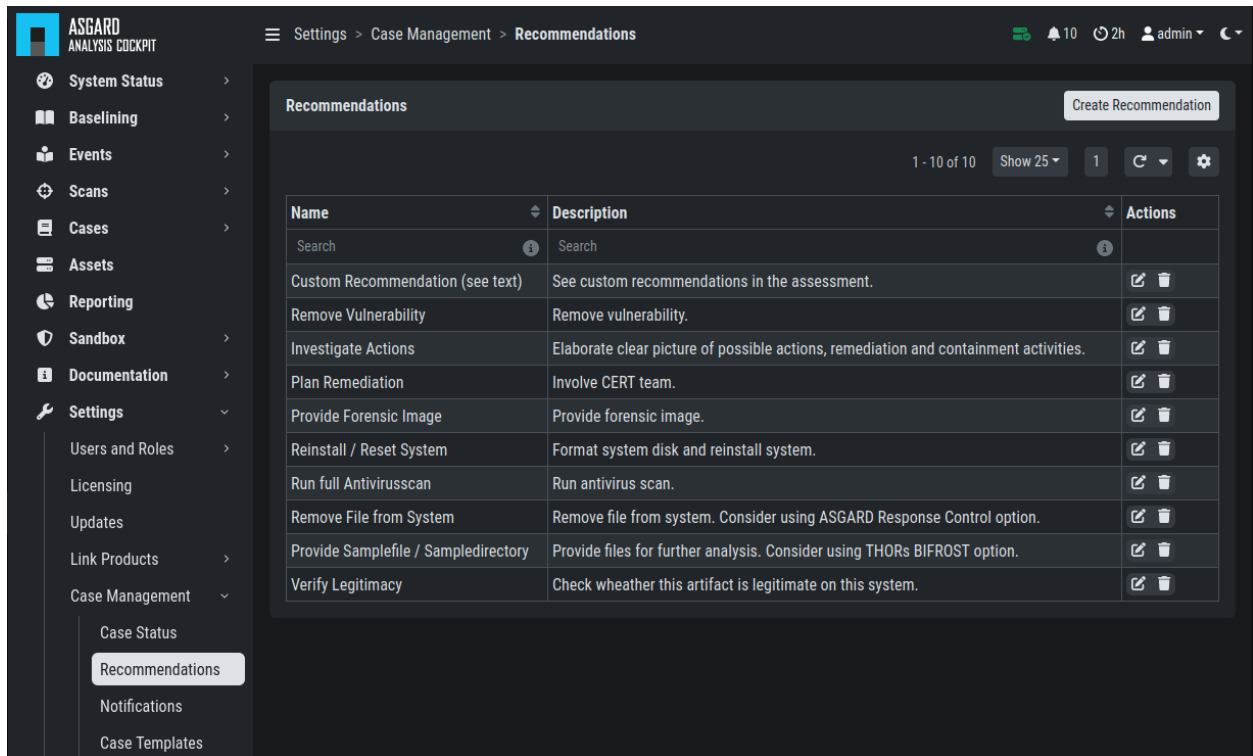 ASGARD
ANALYSIS COCKPIT
Settings > Case Management > Recommendations
10
2h
admin
System Status
Baselining
Events
Scans
Cases
Assets
Reporting
Sandbox
Documentation
Settings
Users and Roles
Licensing
Updates
Link Products
Case Management
Case Status
Recommendations
Notifications
Case Templates
Recommendations
Create Recommendation
1 - 10 of 10 Show 25 1
Name Description Actions
Search Search
Custom Recommendation (see text) See custom recommendations in the assessment.
Remove Vulnerability Remove vulnerability.
Investigate Actions Elaborate clear picture of possible actions, remediation and containment activities.
Plan Remediation Involve CERT team.
Provide Forensic Image Provide forensic image.
Reinstall / Reset System Format system disk and reinstall system.
Run full Antivirusscan Run antivirus scan.
Remove File from System Remove file from system. Consider using ASGARD Response Control option.
Provide Samplefile / Sampledirectory Provide files for further analysis. Consider using THORs BIFROST option.
Verify Legitimacy Check wheather this artifact is legitimate on this system.